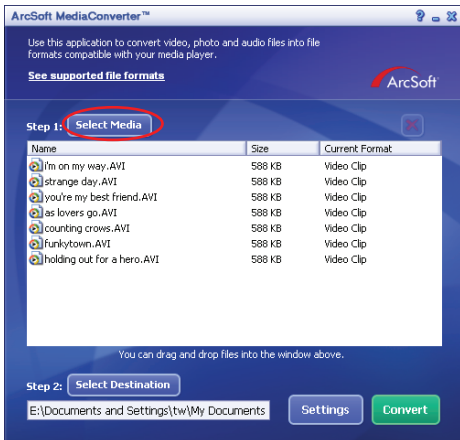 ArcSoft MediaConverter™
Use this application to convert video, photo and audio files into file
formats compatible with your media player.
See supported file formats
ArcSoft®
Step 1: Select Media
Name Size Current Format
i'm on my way.AVI 588 KB Video Clip
strange day.AVI 588 KB Video Clip
you're my best friend.AVI 588 KB Video Clip
as lovers go.AVI 588 KB Video Clip
counting crows.AVI 588 KB Video Clip
funkytown.AVI 588 KB Video Clip
holding out for a hero.AVI 588 KB Video Clip
You can drag and drop files into the window above.
Step 2: Select Destination
E:\Documents and Settings\tw\My Documents Settings Convert